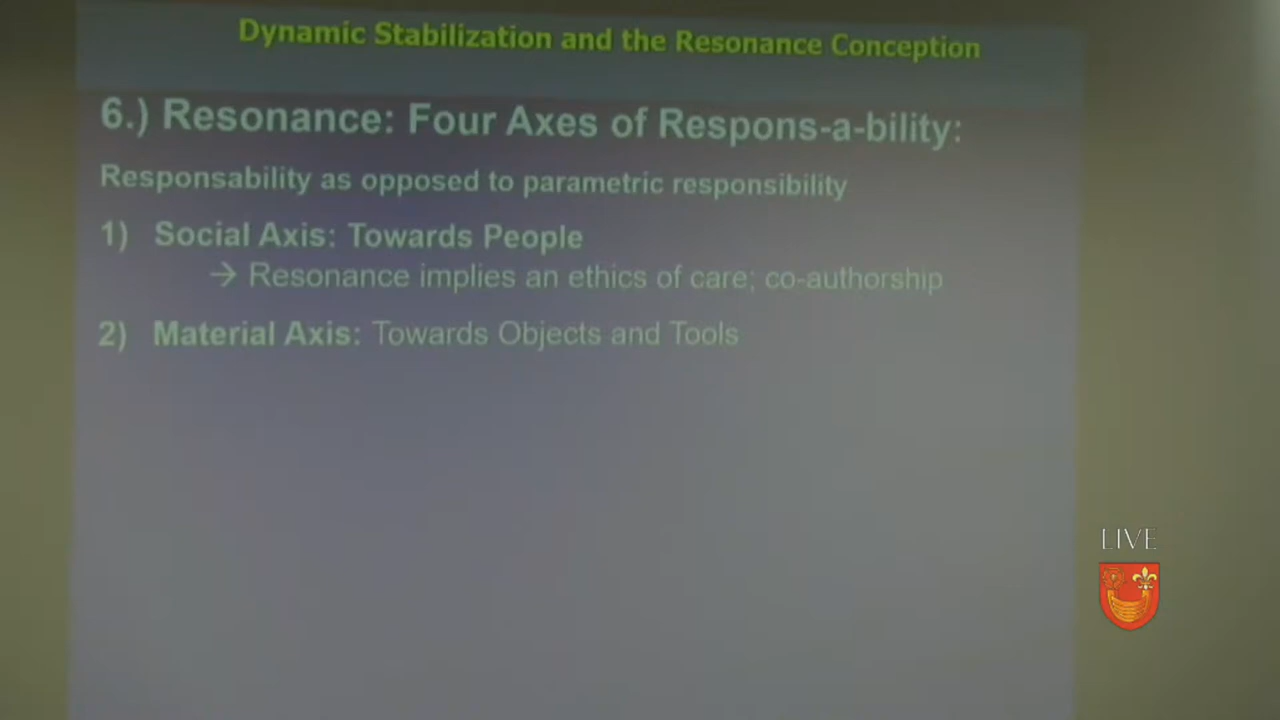 Dynamic Stabilization and the Resonance Conception
6.) Resonance: Four Axes of Respons-a-bility:
Responsability as opposed to parametric responsibility
1) Social Axis: Towards People
→ Resonance implies an ethics of care; co-authorship
2) Material Axis: Towards Objects and Tools
LIVE